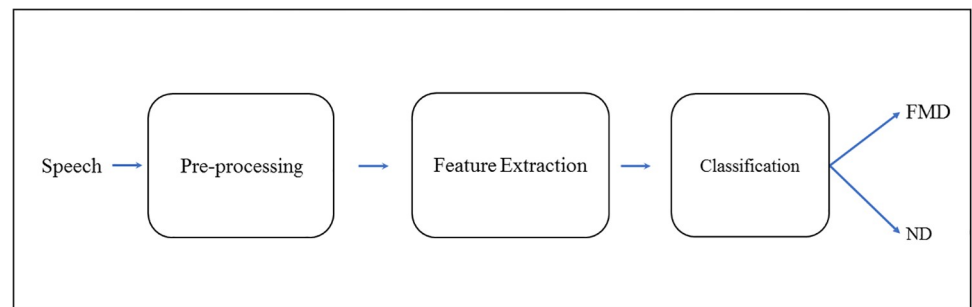 Speech
Pre-processing
Feature Extraction
Classification
FMD
ND